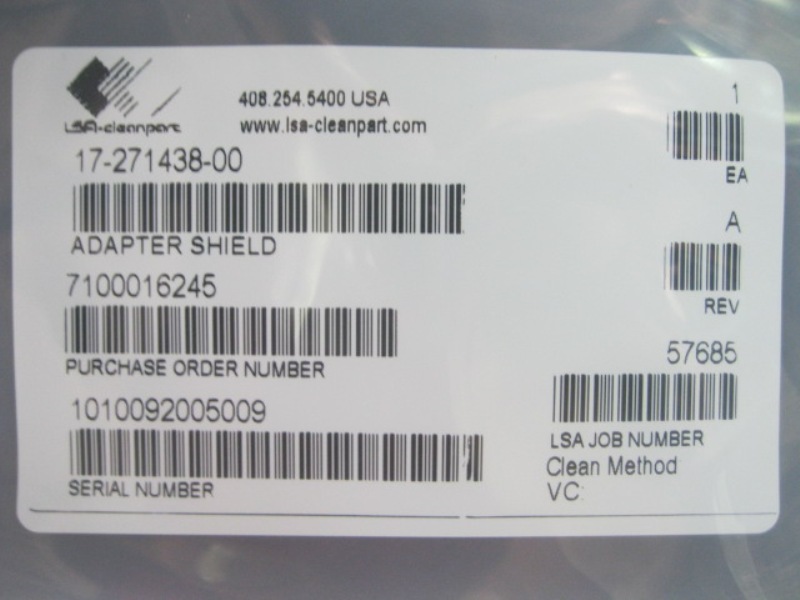 LSA-cleanpart
408.254.5400 USA
www.lsa-cleanpart.com
17-271438-00
ADAPTER SHIELD
7100016245
PURCHASE ORDER NUMBER
1010092005009
SERIAL NUMBER
1
EA
A
REV
57685
LSA JOB NUMBER
Clean Method
VC: